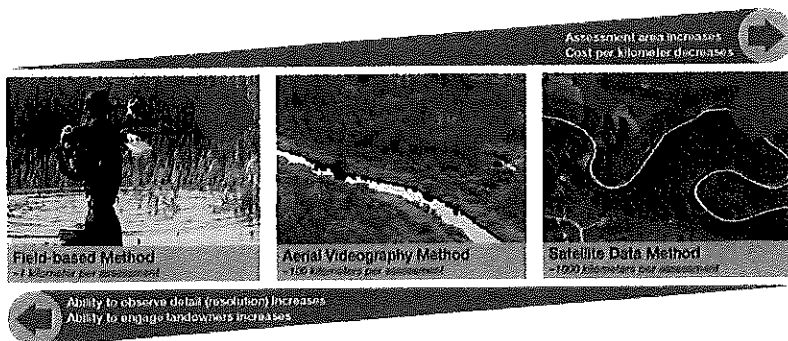 Assessment area increases
Cost per kilometer decreases
Field-based Method
~1 kilometer per assessment
Aerial Videography Method
~100 kilometers per assessment
Satellite Data Method
~1000 kilometers per assessment
Ability to observe detail (resolution) increases
Ability to engage landowners increases